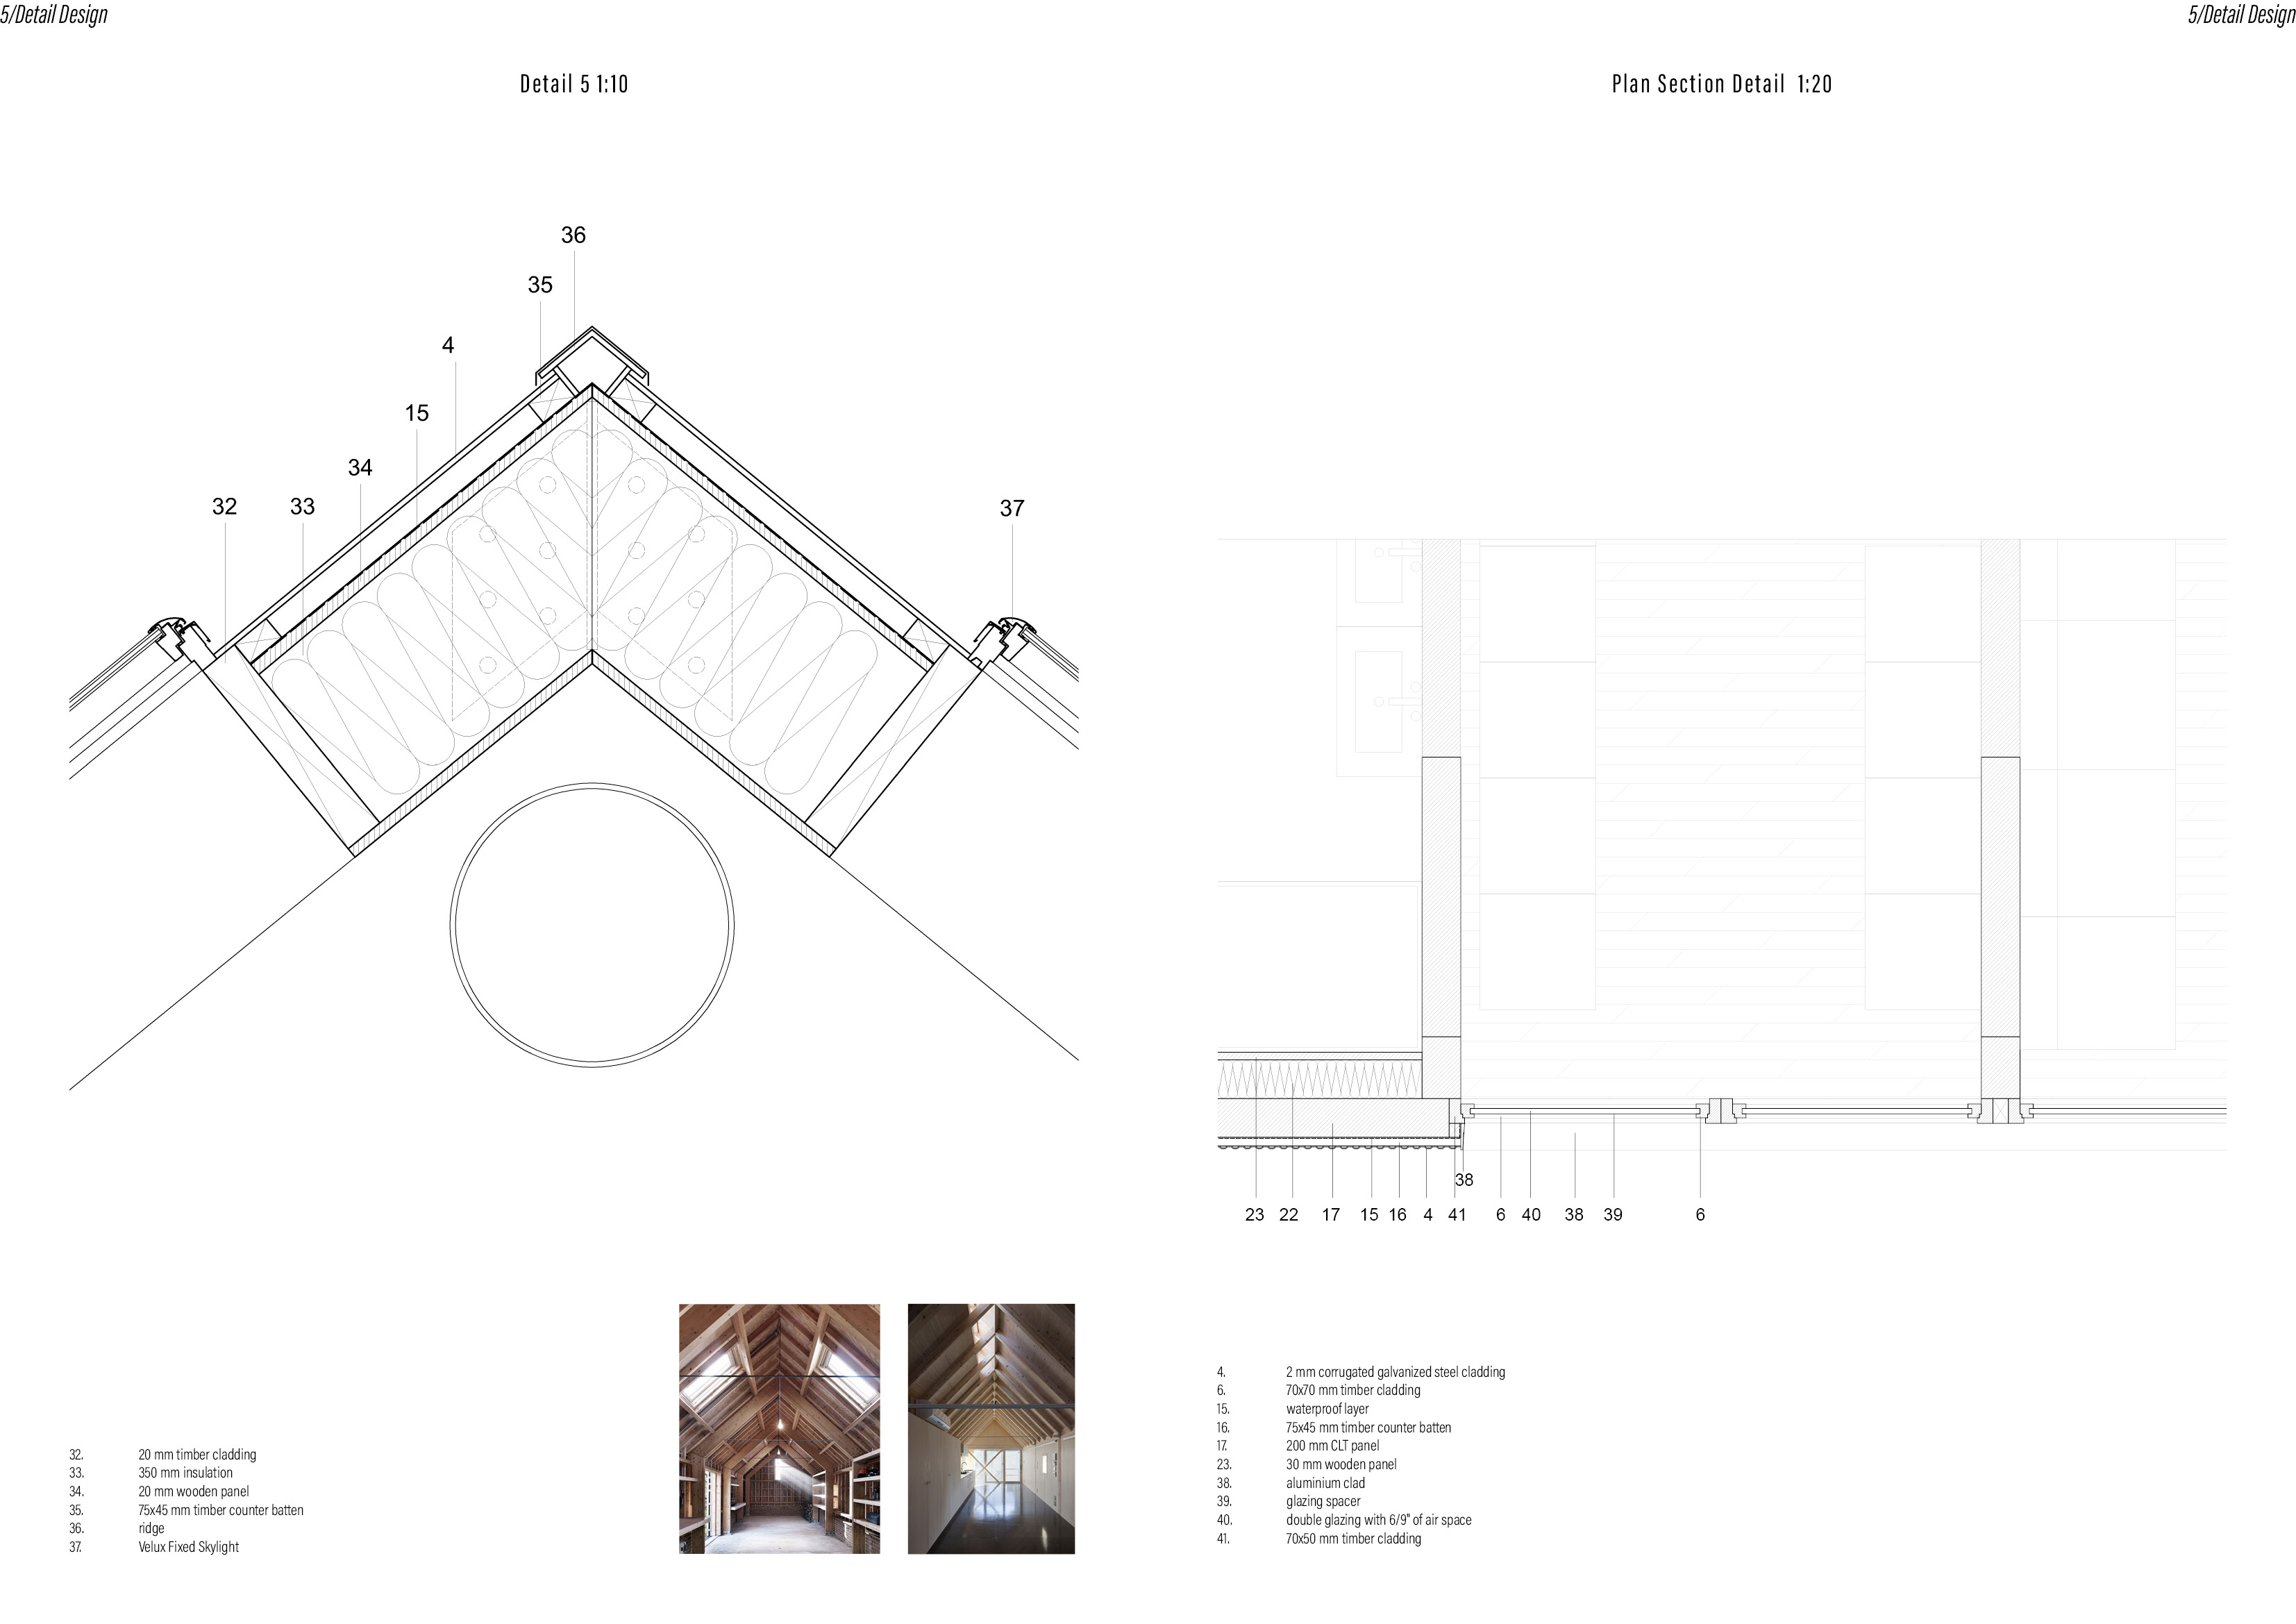 5/Detail Design
5/Detail Design
Detail 5 1:10
Plan Section Detail 1:20
36
35
4
15
34
32
33
37
38
23 22 17 15 16 4 41 6 40 38 39 6
32. 20 mm timber cladding
33. 350 mm insulation
34. 20 mm wooden panel
35. 75x45 mm timber counter batten
36. ridge
37. Velux Fixed Skylight
4. 2 mm corrugated galvanized steel cladding
6. 70x70 mm timber cladding
15. waterproof layer
16. 75x45 mm timber counter batten
17. 200 mm CLT panel
23. 30 mm wooden panel
38. aluminium clad
39. glazing spacer
40. double glazing with 6/9" of air space
41. 70x50 mm timber cladding